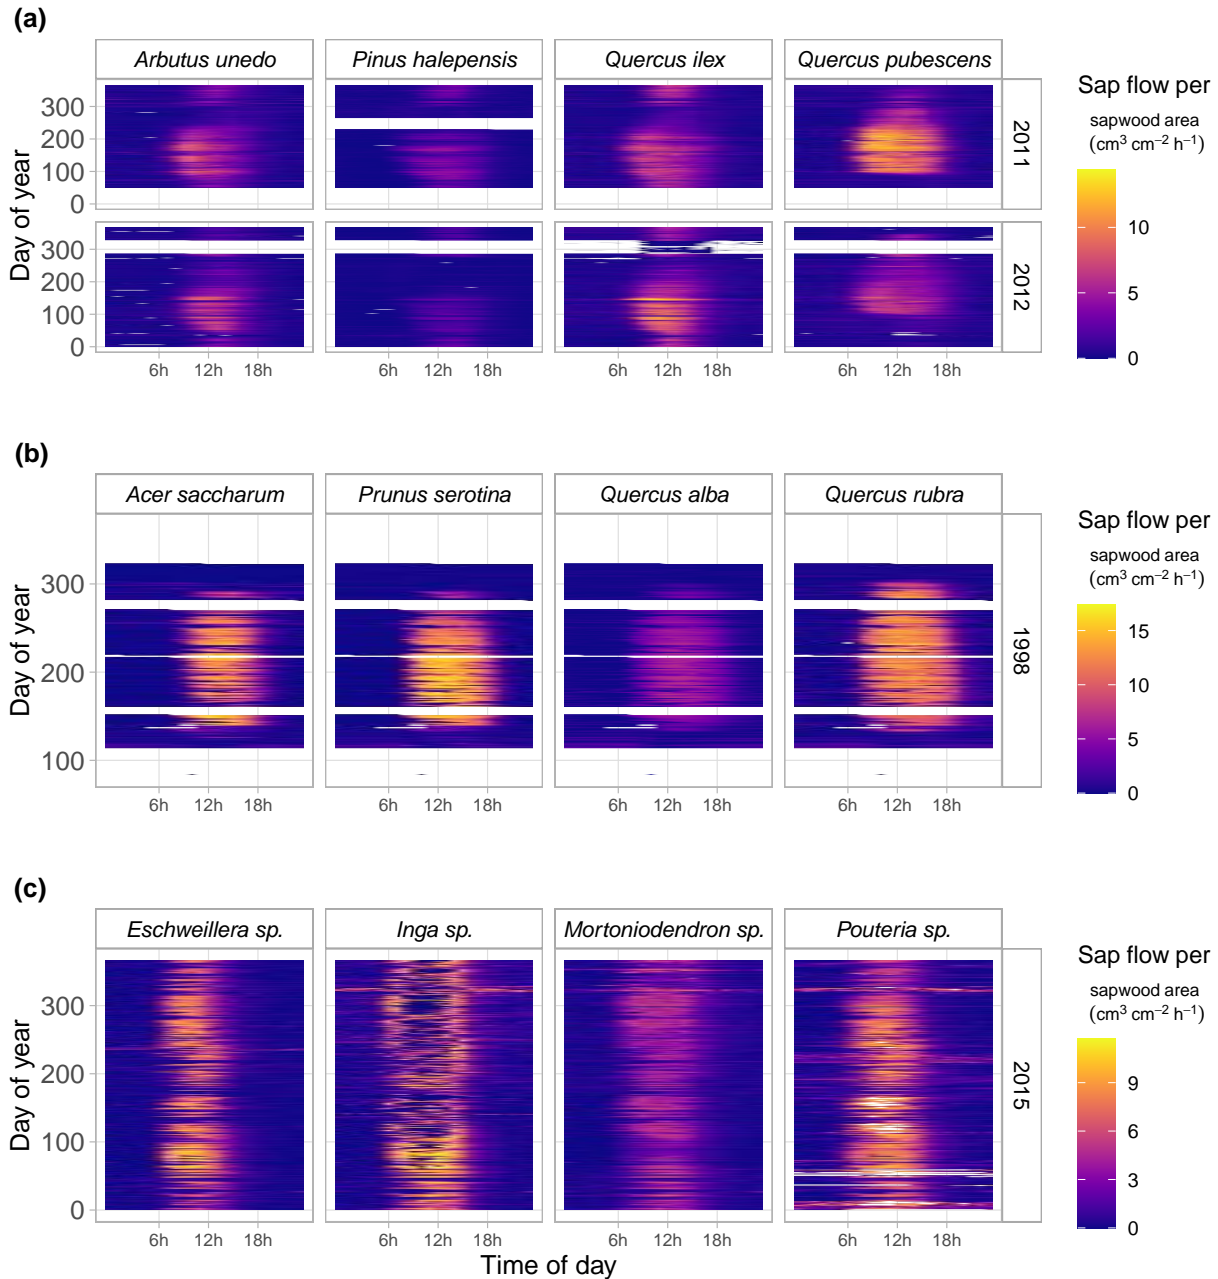 (a)
Arbutus unedo
Pinus halepensis
Quercus ilex
Quercus pubescens
300
200
100
0
2011
300
200
100
0
2012
Day of year
6h 12h 18h
6h 12h 18h
6h 12h 18h
6h 12h 18h
Sap flow per
sapwood area
(cm³ cm⁻² h⁻¹)
10
5
0
(b)
Acer saccharum
Prunus serotina
Quercus alba
Quercus rubra
300
200
100
1998
Day of year
6h 12h 18h
6h 12h 18h
6h 12h 18h
6h 12h 18h
Sap flow per
sapwood area
(cm³ cm⁻² h⁻¹)
15
10
5
0
(c)
Eschweillera sp.
Inga sp.
Mortoniodendron sp.
Pouteria sp.
300
200
100
0
2015
Day of year
6h 12h 18h
6h 12h 18h
6h 12h 18h
6h 12h 18h
Time of day
Sap flow per
sapwood area
(cm³ cm⁻² h⁻¹)
9
6
3
0